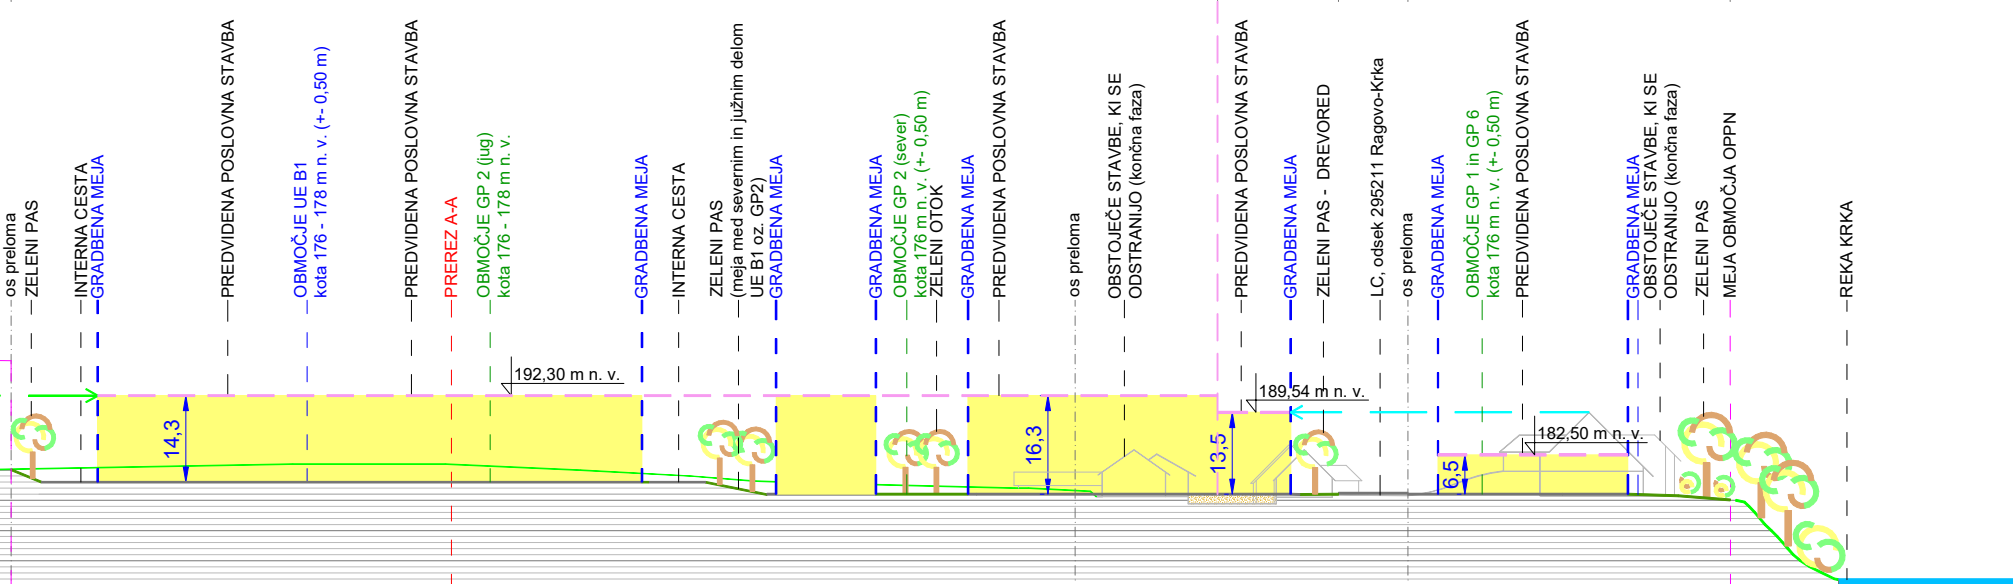 os preloma
ZELENI PAS
INTERNA CESTA
GRADBENA MEJA
PREDVIDENA POSLOVNA STAVBA
OBMOČJE UE B1
kota 176 - 178 m n. v. (+- 0,50 m)
PREDVIDENA POSLOVNA STAVBA
PREREZ A-A
OBMOČJE GP 2 (jug)
kota 176 - 178 m n. v.
GRADBENA MEJA
INTERNA CESTA
ZELENI PAS
(meja med severnim in južnim delom
UE B1 oz. GP2)
GRADBENA MEJA
GRADBENA MEJA
OBMOČJE GP 2 (sever)
kota 176 m n. v. (+- 0,50 m)
ZELENI OTOK
GRADBENA MEJA
PREDVIDENA POSLOVNA STAVBA
os preloma
OBSTOJEČE STAVBE, KI SE
ODSTRANIJO (končna faza)
PREDVIDENA POSLOVNA STAVBA
GRADBENA MEJA
ZELENI PAS - DREVORED
LC, odsek 295211 Ragovo-Krka
os preloma
GRADBENA MEJA
OBMOČJE GP 1 in GP 6
kota 176 m n. v. (+- 0,50 m)
PREDVIDENA POSLOVNA STAVBA
GRADBENA MEJA
OBSTOJEČE STAVBE, KI SE
ODSTRANIJO (končna faza)
ZELENI PAS
MEJA OBMOČJA OPPN
REKA KRKA
192,30 m n. v.
189,54 m n. v.
182,50 m n. v.
14,3
16,3
13,5
6,5